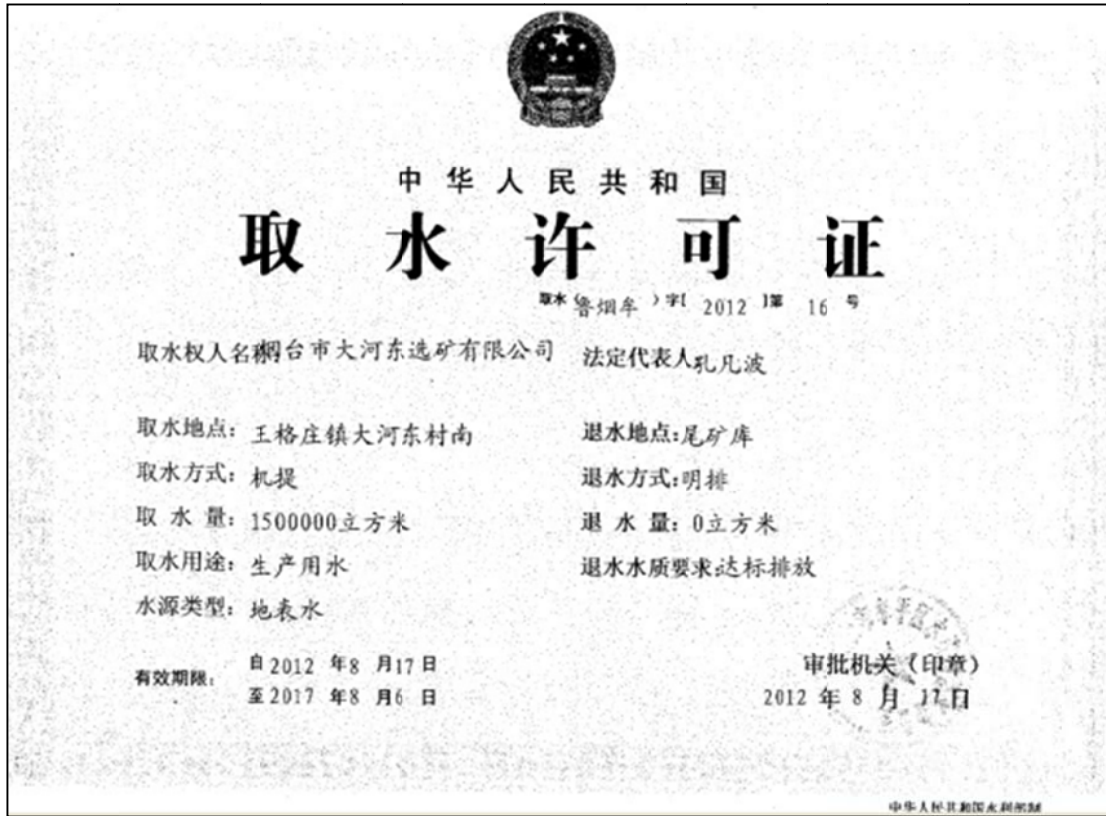 中华人民共和国
取水许可证
取水(鲁烟牟)字[2012]第16号
取水权人名称烟台市大河东选矿有限公司 法定代表人孔凡波
取水地点:王格庄镇大河东村南 退水地点:尾矿库
取水方式:机提 退水方式:明排
取水量:1500000立方米 退水量:0立方米
取水用途:生产用水 退水水质要求:达标排放
水源类型:地表水
有效期限: 自2012年8月17日
至2017年8月6日
审批机关(印章)
2012年8月17日
中华人民共和国水利部制